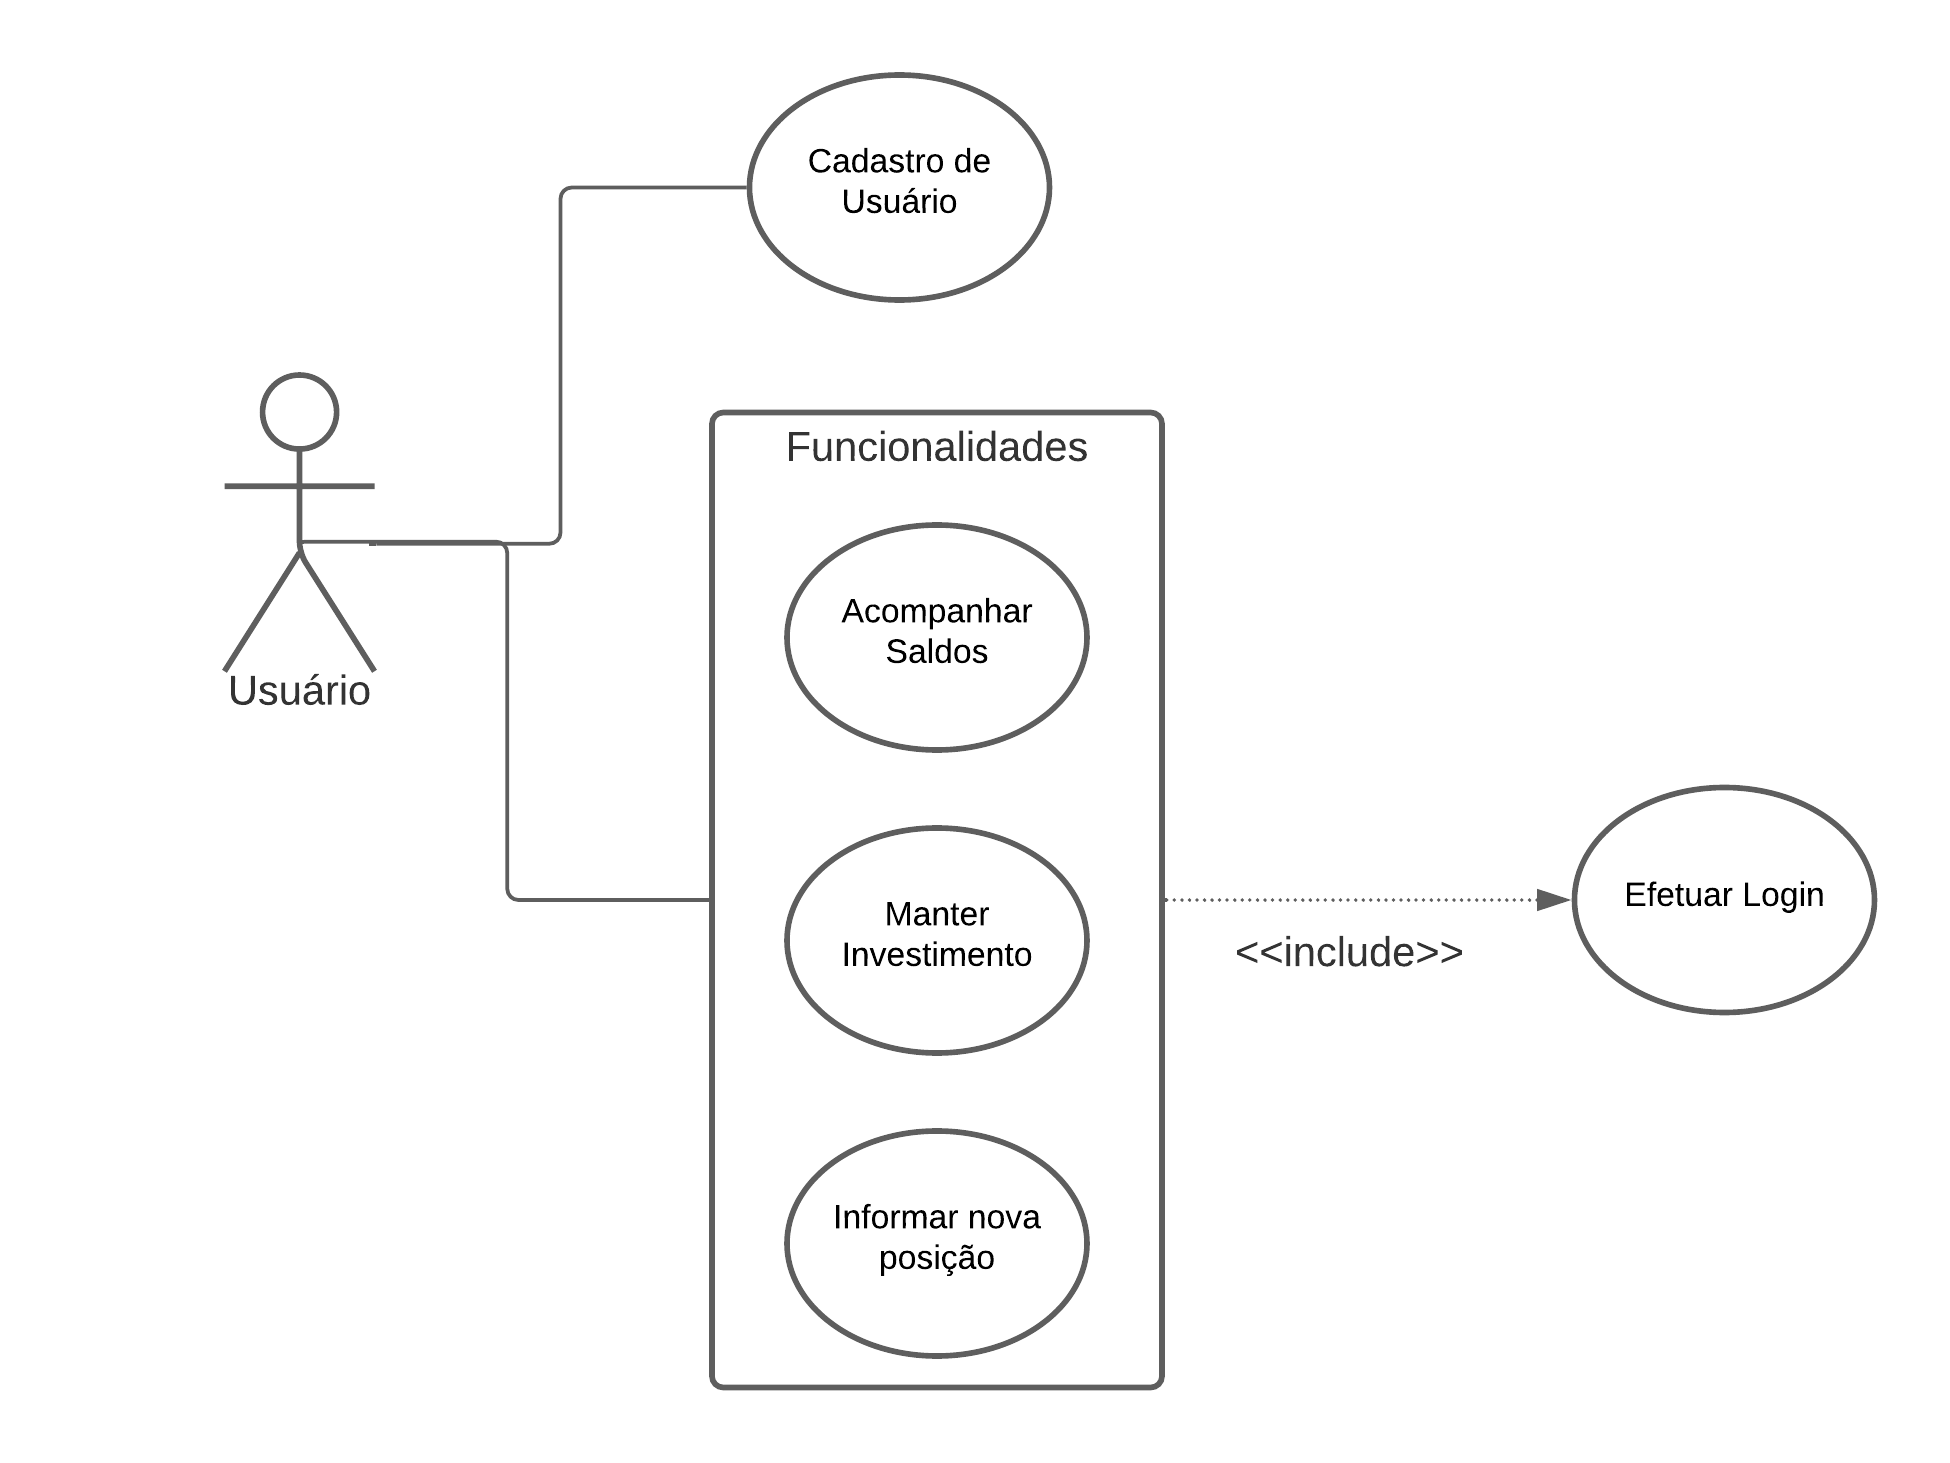 Cadastro de
Usuário
Usuário
Funcionalidades
Acompanhar
Saldos
Manter
Investimento
Informar nova
posição
<<include>>
Efetuar Login